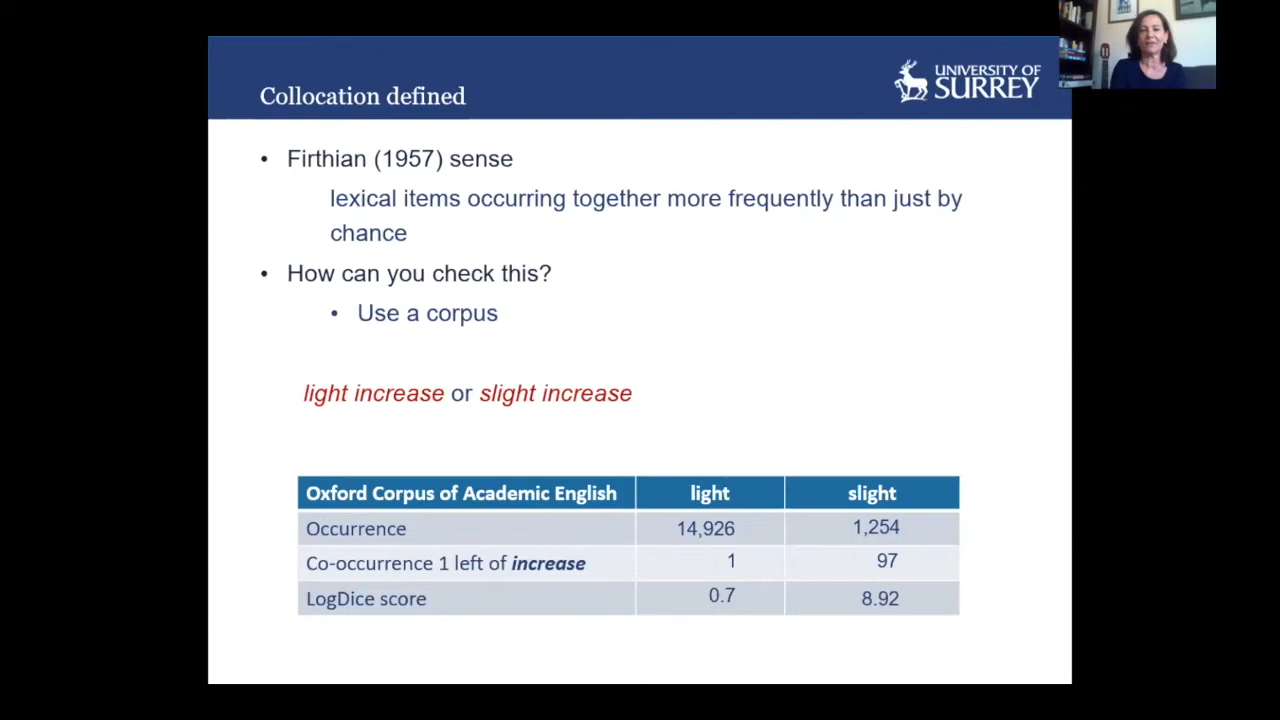 Collocation defined
UNIVERSITY OF
SURREY
• Firthian (1957) sense
lexical items occurring together more frequently than just by
chance
• How can you check this?
• Use a corpus
light increase or slight increase
Oxford Corpus of Academic English light slight
Occurrence 14,926 1,254
Co-occurrence 1 left of increase 1 97
LogDice score 0.7 8.92